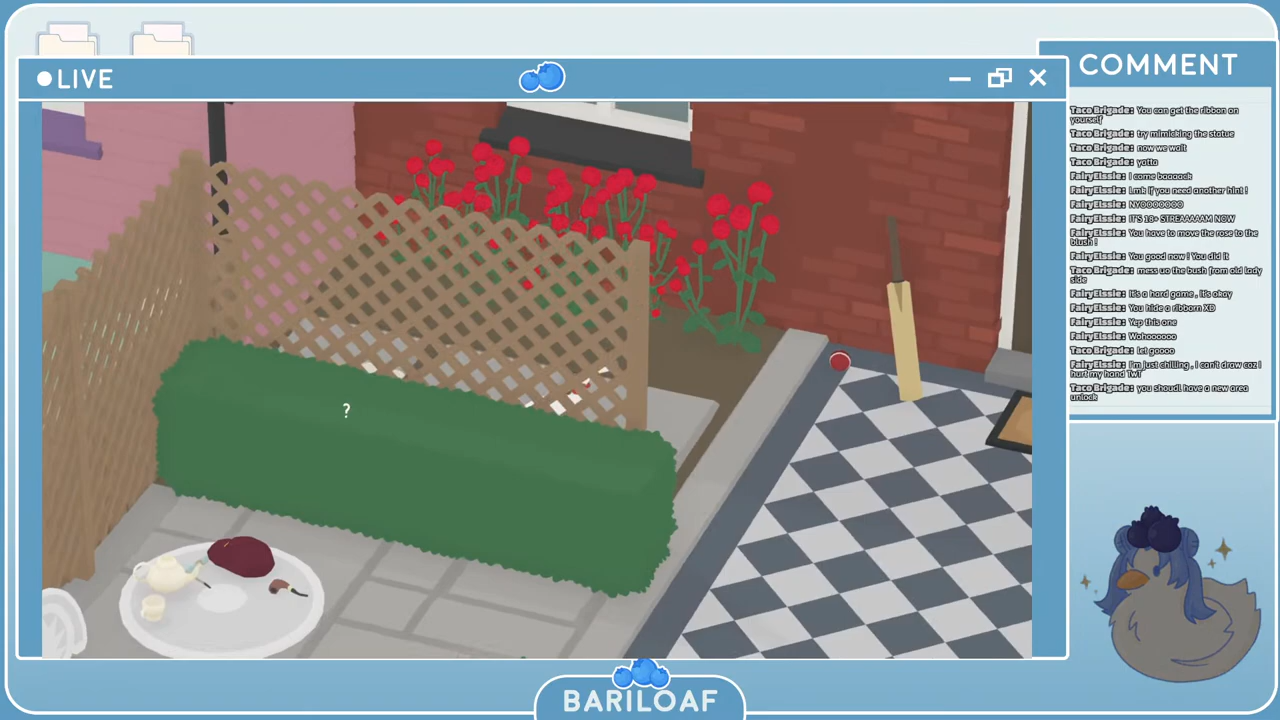 LIVE
COMMENT
Taco Brigade: You can get the ribbon on
yourself
Taco Brigade: try mimicking the statue
Taco Brigade: now we wait
Taco Brigade: yatta
FairyElssie: I come baaaack
FairyElssie: Lmk if you need another hint !
FairyElssie: NYOOOOOOO
FairyElssie: IT'S 18+ STREAAAAAM NOW
FairyElssie: You have to move the rose to the
blush !
FairyElssie: You good now ! You did it
Taco Brigade: mess uo the bush from old lady
side
FairyElssie: It's a hard game , it's okay
FairyElssie: You hide a ribborn XD
FairyElssie: Yep this one
FairyElssie: Wohoooooo
Taco Brigade: let goooo
FairyElssie: I'm just chilling , I can't draw coz I
hurt my hand TwT
Taco Brigade: you shoudl have a new area
unlock
?
BARILOAF